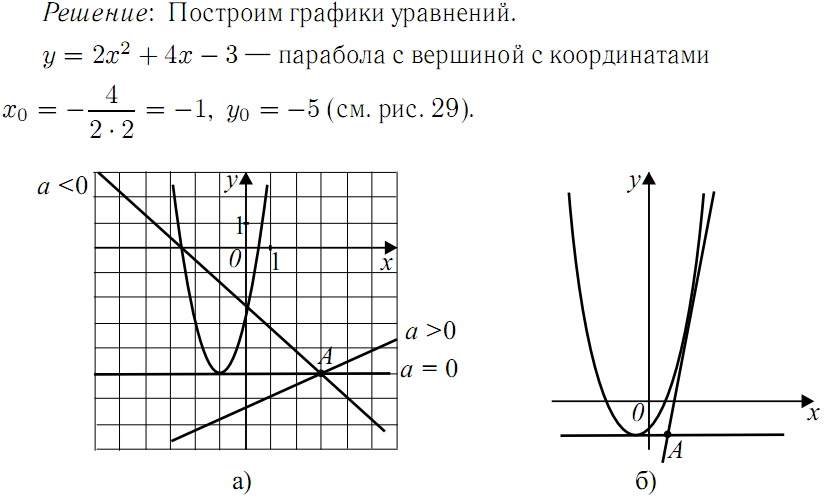 Решение: Построим графики уравнений.
y = 2x² + 4x − 3 — парабола с вершиной с координатами
x₀ = −4/(2 · 2) = −1, y₀ = −5 (см. рис. 29).
a <0
y
1
0
1
x
A
a >0
a = 0
а)
y
0
x
A
б)